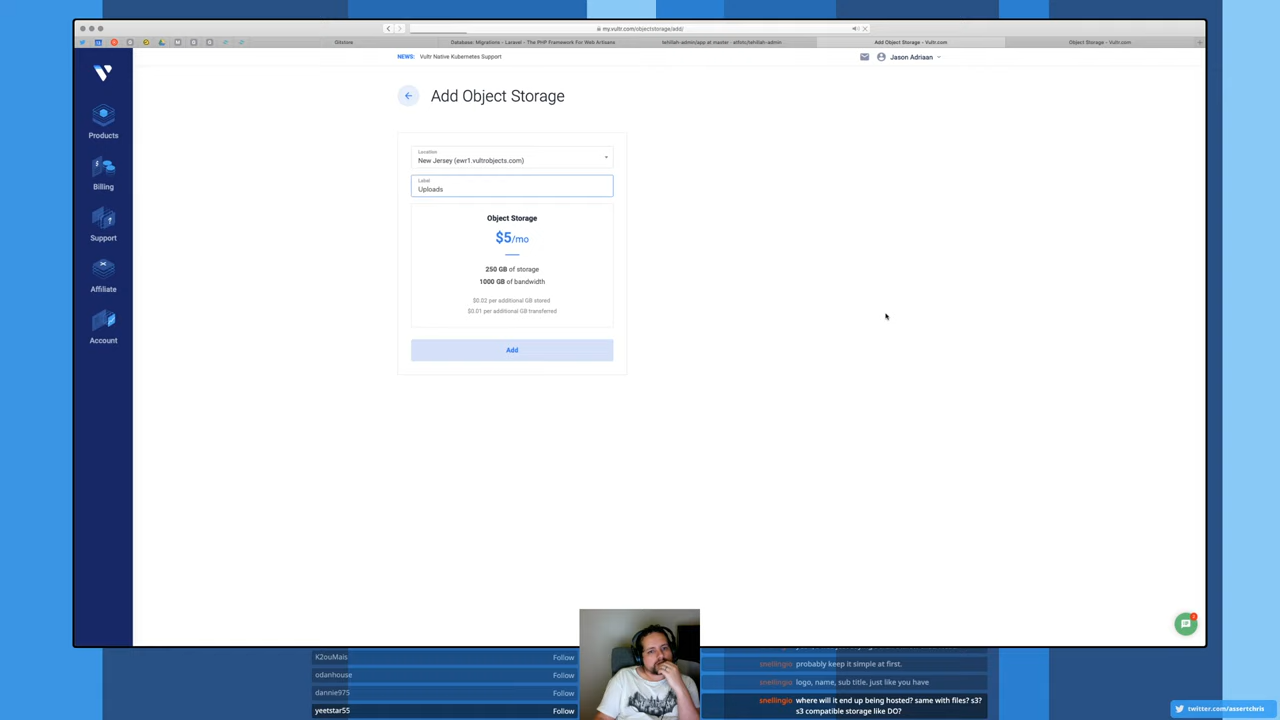 my.vultr.com/objectstorage/add/
Gitstore
Database: Migrations - Laravel - The PHP Framework For Web Artisans
Add Object Storage - Vultr.com
Object Storage - Vultr.com
NEWS: Vultr Native Kubernetes Support
Jason Adriaan
Products
Billing
Support
Affiliate
Account
Add Object Storage
Location
New Jersey (ewr1.vultrobjects.com)
Label
Uploads
Object Storage
$5/mo
250 GB of storage
1000 GB of bandwidth
$0.02 per additional GB stored
$0.01 per additional GB transferred
Add
K2ouMais Follow
odanhouse Follow
dannie975 Follow
yeetstar55 Follow
snellingio probably keep it simple at first.
snellingio logo, name, sub title. just like you have
snellingio where will it end up being hosted? same with files? s3?
s3 compatible storage like DO?
twitter.com/assertchris